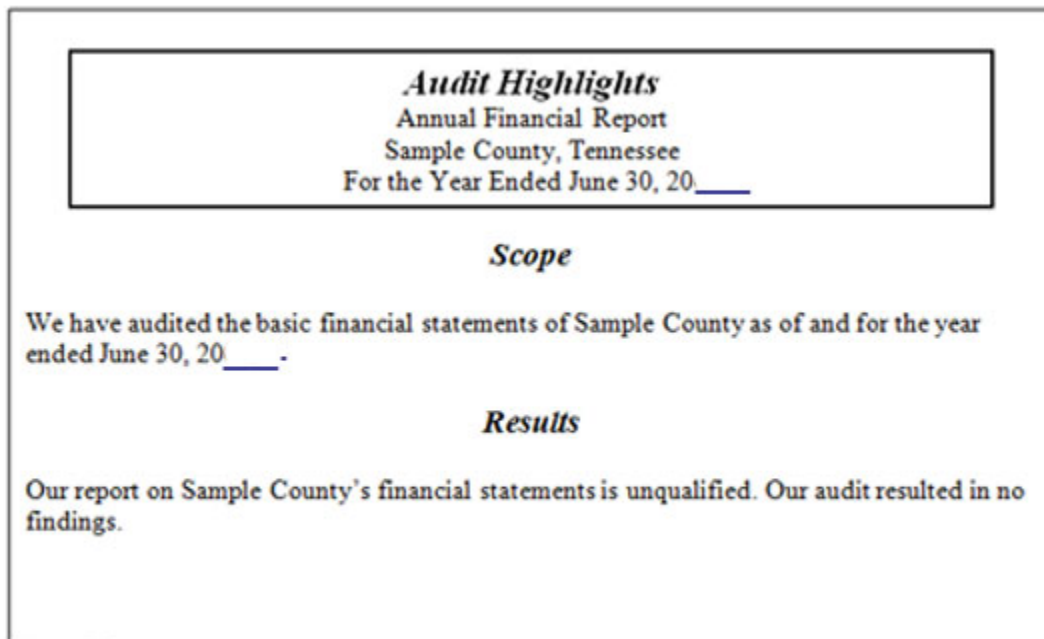 Audit Highlights
Annual Financial Report
Sample County, Tennessee
For the Year Ended June 30, 20____
Scope
We have audited the basic financial statements of Sample County as of and for the year
ended June 30, 20____.
Results
Our report on Sample County’s financial statements is unqualified. Our audit resulted in no
findings.